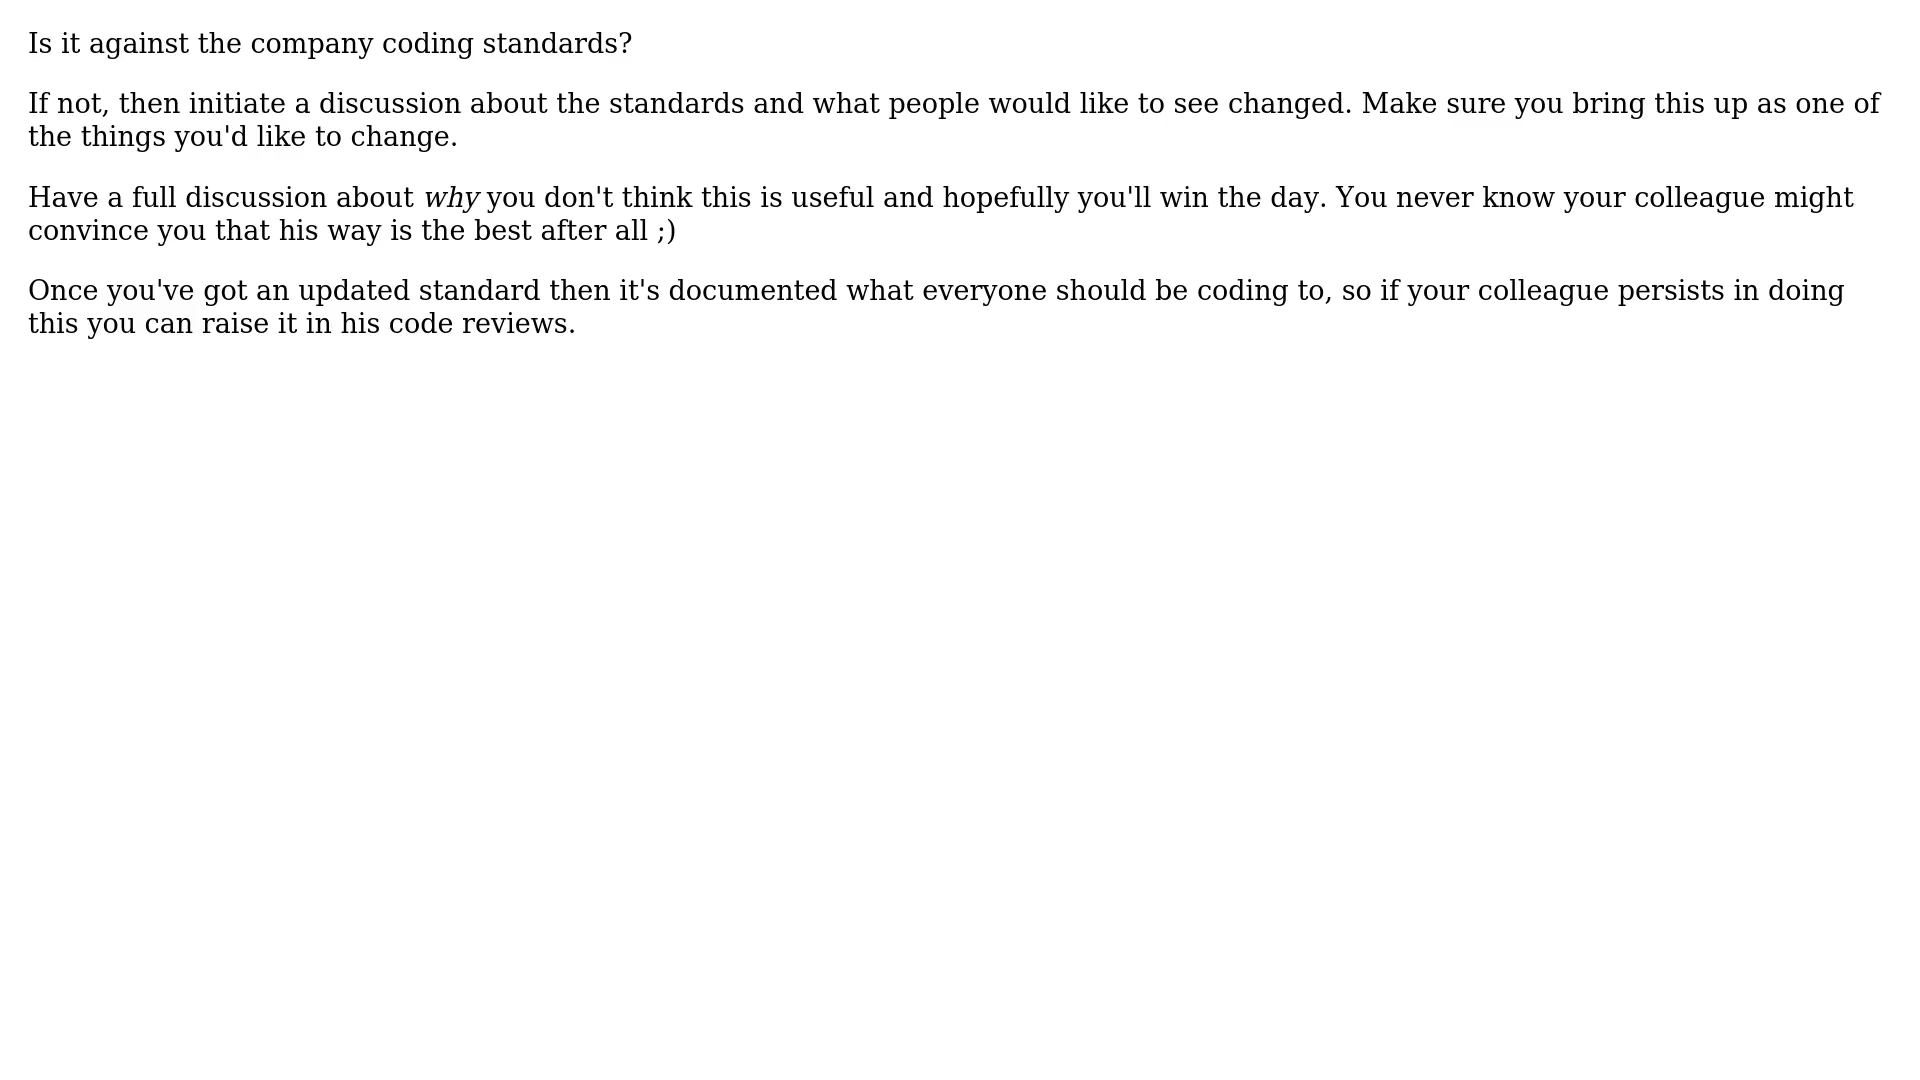 Is it against the company coding standards?
If not, then initiate a discussion about the standards and what people would like to see changed. Make sure you bring this up as one of
the things you'd like to change.
Have a full discussion about why you don't think this is useful and hopefully you'll win the day. You never know your colleague might
convince you that his way is the best after all ;)
Once you've got an updated standard then it's documented what everyone should be coding to, so if your colleague persists in doing
this you can raise it in his code reviews.